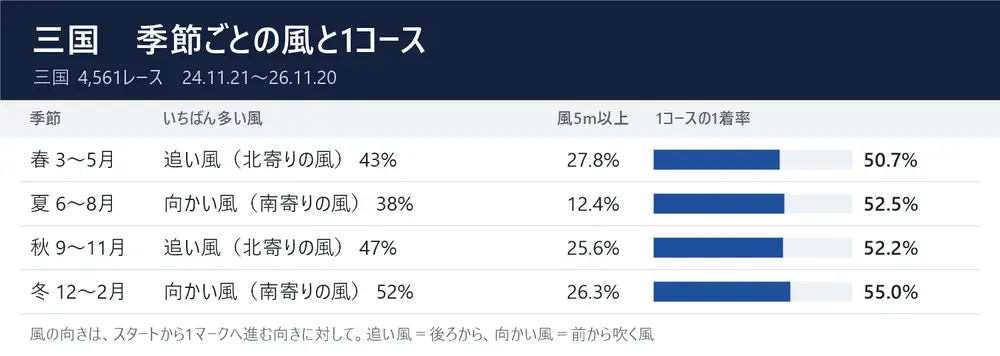 三国　季節ごとの風と1コース
三国 4,561レース　24.11.21〜26.11.20
季節　いちばん多い風　風5m以上　1コースの1着率
春 3〜5月　追い風（北寄りの風） 43%　27.8%　50.7%
夏 6〜8月　向かい風（南寄りの風） 38%　12.4%　52.5%
秋 9〜11月　追い風（北寄りの風） 47%　25.6%　52.2%
冬 12〜2月　向かい風（南寄りの風） 52%　26.3%　55.0%
風の向きは、スタートから1マークへ進む向きに対して。追い風 = 後ろから、向かい風 = 前から吹く風